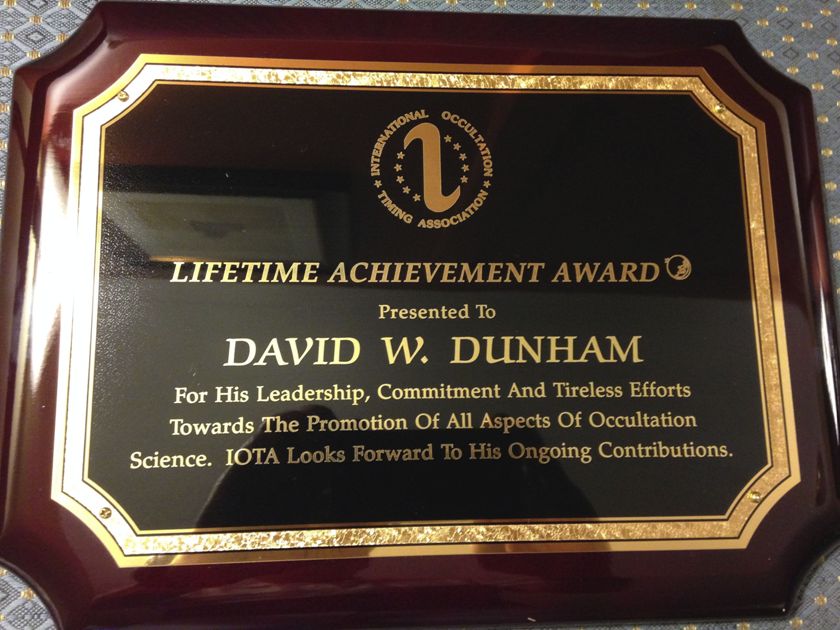 INTERNATIONAL OCCULTATION
TIMING ASSOCIATION
LIFETIME ACHIEVEMENT AWARD
Presented To
DAVID W. DUNHAM
For His Leadership, Commitment And Tireless Efforts
Towards The Promotion Of All Aspects Of Occultation
Science. IOTA Looks Forward To His Ongoing Contributions.